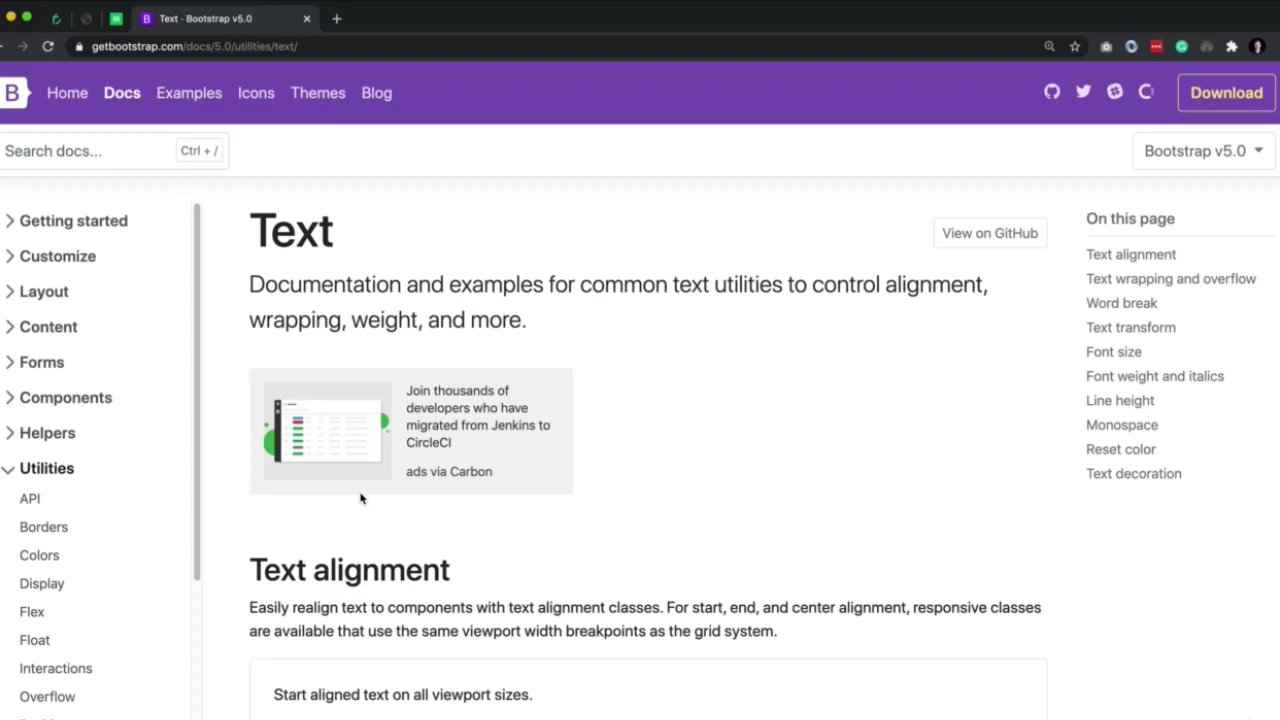 Text · Bootstrap v5.0
getbootstrap.com/docs/5.0/utilities/text/
B
Home
Docs
Examples
Icons
Themes
Blog
Download
Search docs...
Ctrl + /
Bootstrap v5.0
Getting started
Customize
Layout
Content
Forms
Components
Helpers
Utilities
API
Borders
Colors
Display
Flex
Float
Interactions
Overflow
Text
View on GitHub
Documentation and examples for common text utilities to control alignment,
wrapping, weight, and more.
Join thousands of
developers who have
migrated from Jenkins to
CircleCI
ads via Carbon
Text alignment
Easily realign text to components with text alignment classes. For start, end, and center alignment, responsive classes
are available that use the same viewport width breakpoints as the grid system.
Start aligned text on all viewport sizes.
On this page
Text alignment
Text wrapping and overflow
Word break
Text transform
Font size
Font weight and italics
Line height
Monospace
Reset color
Text decoration